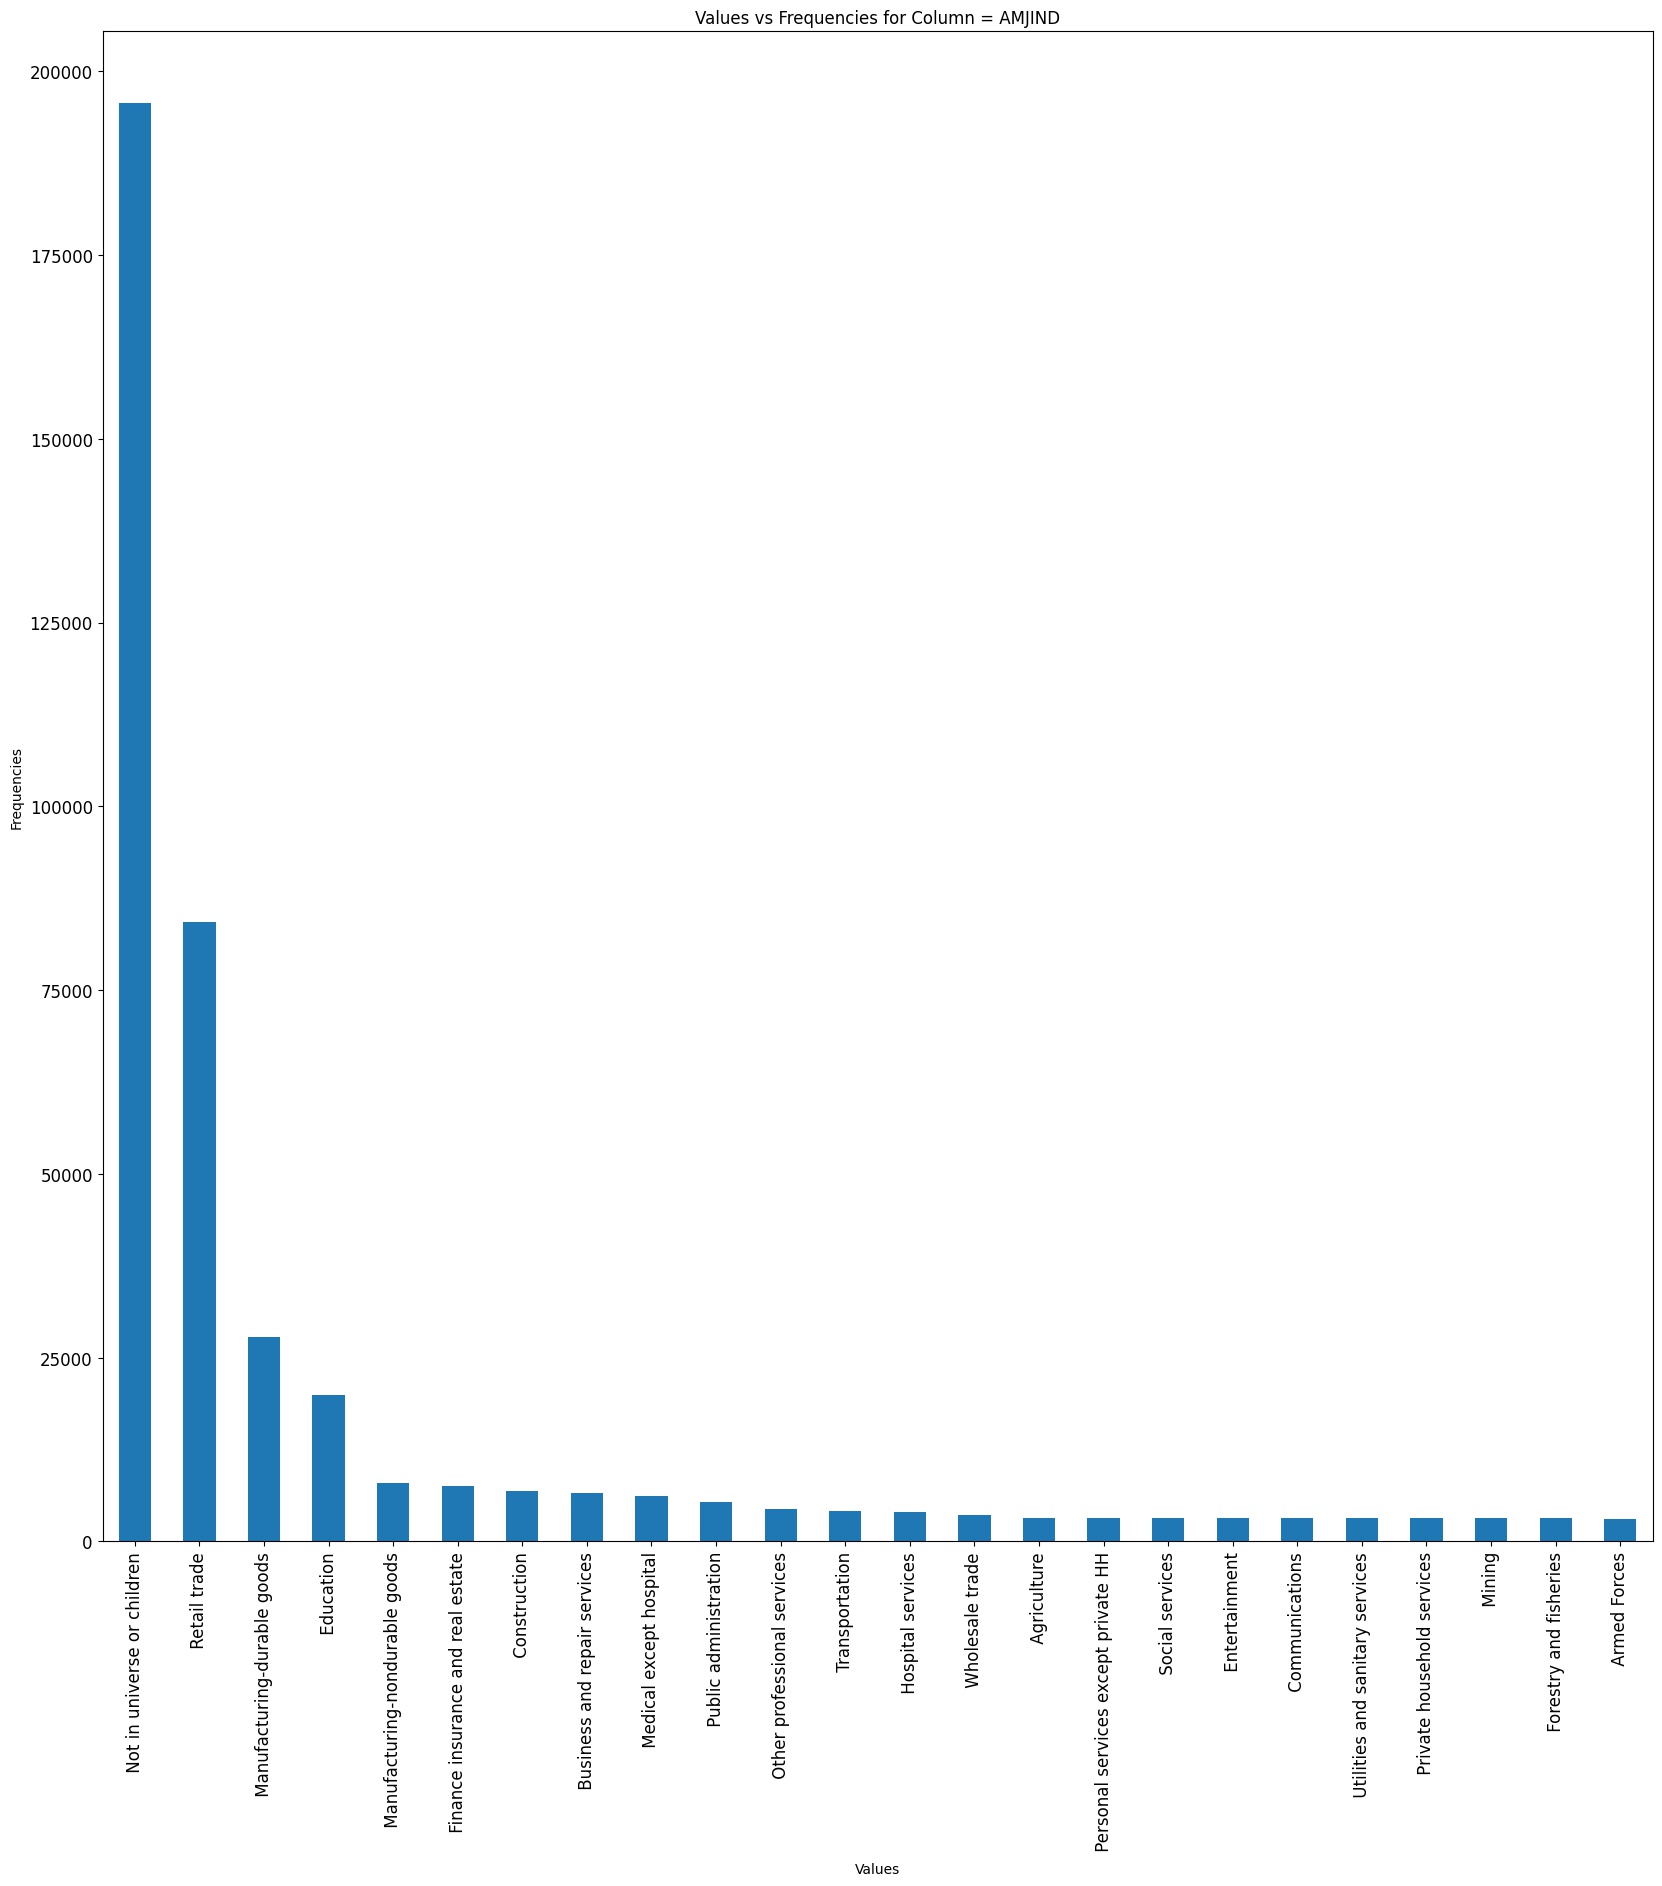 Values vs Frequencies for Column = AMJIND
200000
175000
150000
125000
100000
75000
50000
25000
0
Frequencies
Not in universe or children
Retail trade
Manufacturing-durable goods
Education
Manufacturing-nondurable goods
Finance insurance and real estate
Construction
Business and repair services
Medical except hospital
Public administration
Other professional services
Transportation
Hospital services
Wholesale trade
Agriculture
Personal services except private HH
Social services
Entertainment
Communications
Utilities and sanitary services
Private household services
Mining
Forestry and fisheries
Armed Forces
Values